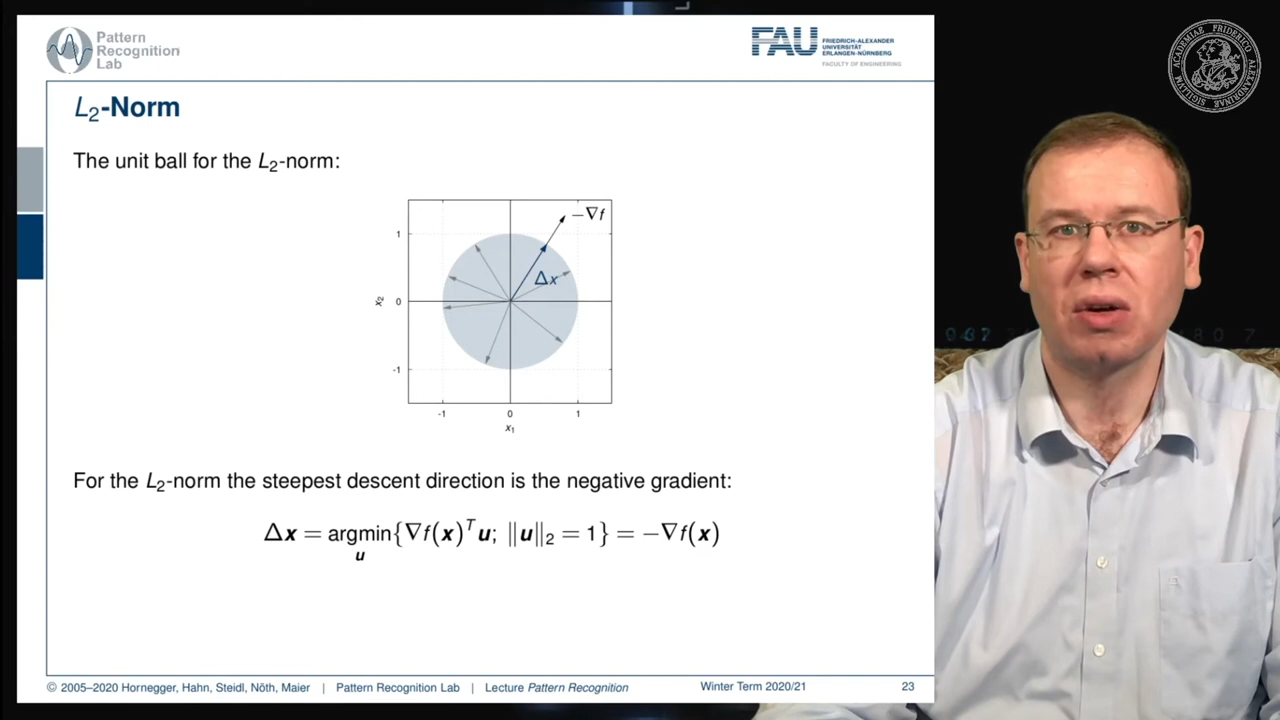 Pattern
Recognition
Lab
FAU
FRIEDRICH-ALEXANDER
UNIVERSITÄT
ERLANGEN-NÜRNBERG
FACULTY OF ENGINEERING
L₂-Norm
The unit ball for the L₂-norm:
−∇f
Δx
1
0
-1
x₂
-1 0 1
x₁
For the L₂-norm the steepest descent direction is the negative gradient:
Δx = argmin{∇f(x)ᵀu; ‖u‖₂ = 1} = −∇f(x)
u
© 2005–2020 Hornegger, Hahn, Steidl, Nöth, Maier | Pattern Recognition Lab | Lecture Pattern Recognition Winter Term 2020/21 23